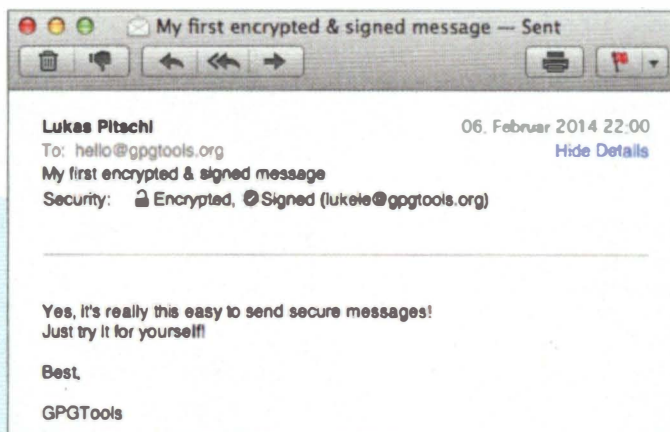 My first encrypted & signed message — Sent
Lukas Pitschl
06. Februar 2014 22:00
To: hello@gpgtools.org
Hide Details
My first encrypted & signed message
Security: Encrypted, Signed (lukele@gpgtools.org)
Yes, it's really this easy to send secure messages!
Just try it for yourself!
Best,
GPGTools